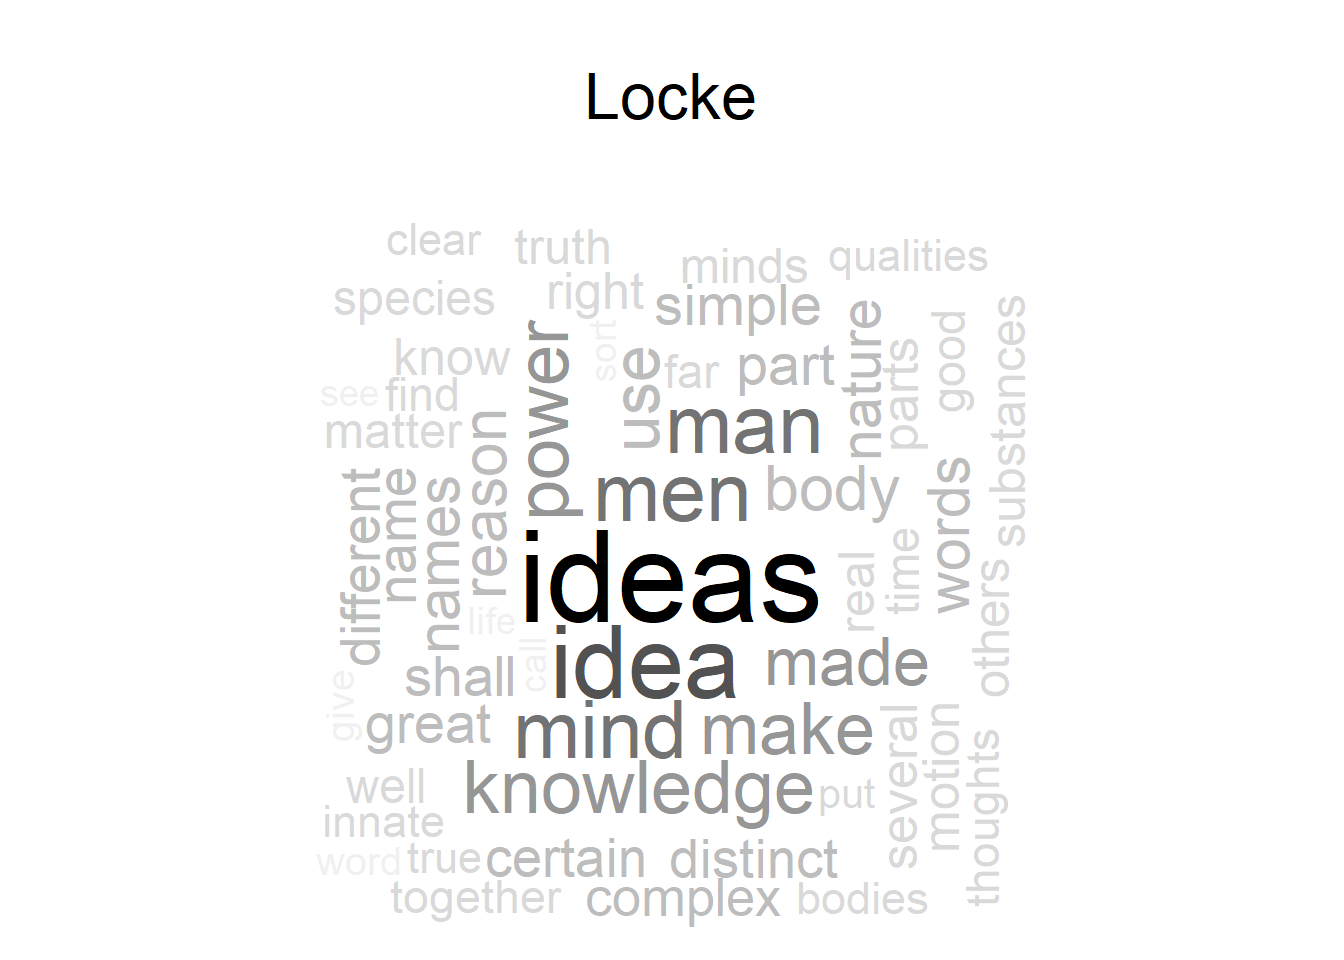 Locke
clear
truth
minds
qualities
species
right
simple
know
power
sort
use
far
part
nature
parts
good
substances
see
find
matter
man
reason
men
body
words
different
name
names
ideas
real
time
others
life
call
idea
made
shall
give
great
mind
make
several
motion
thoughts
knowledge
well
put
innate
word
true
certain
distinct
together
complex
bodies